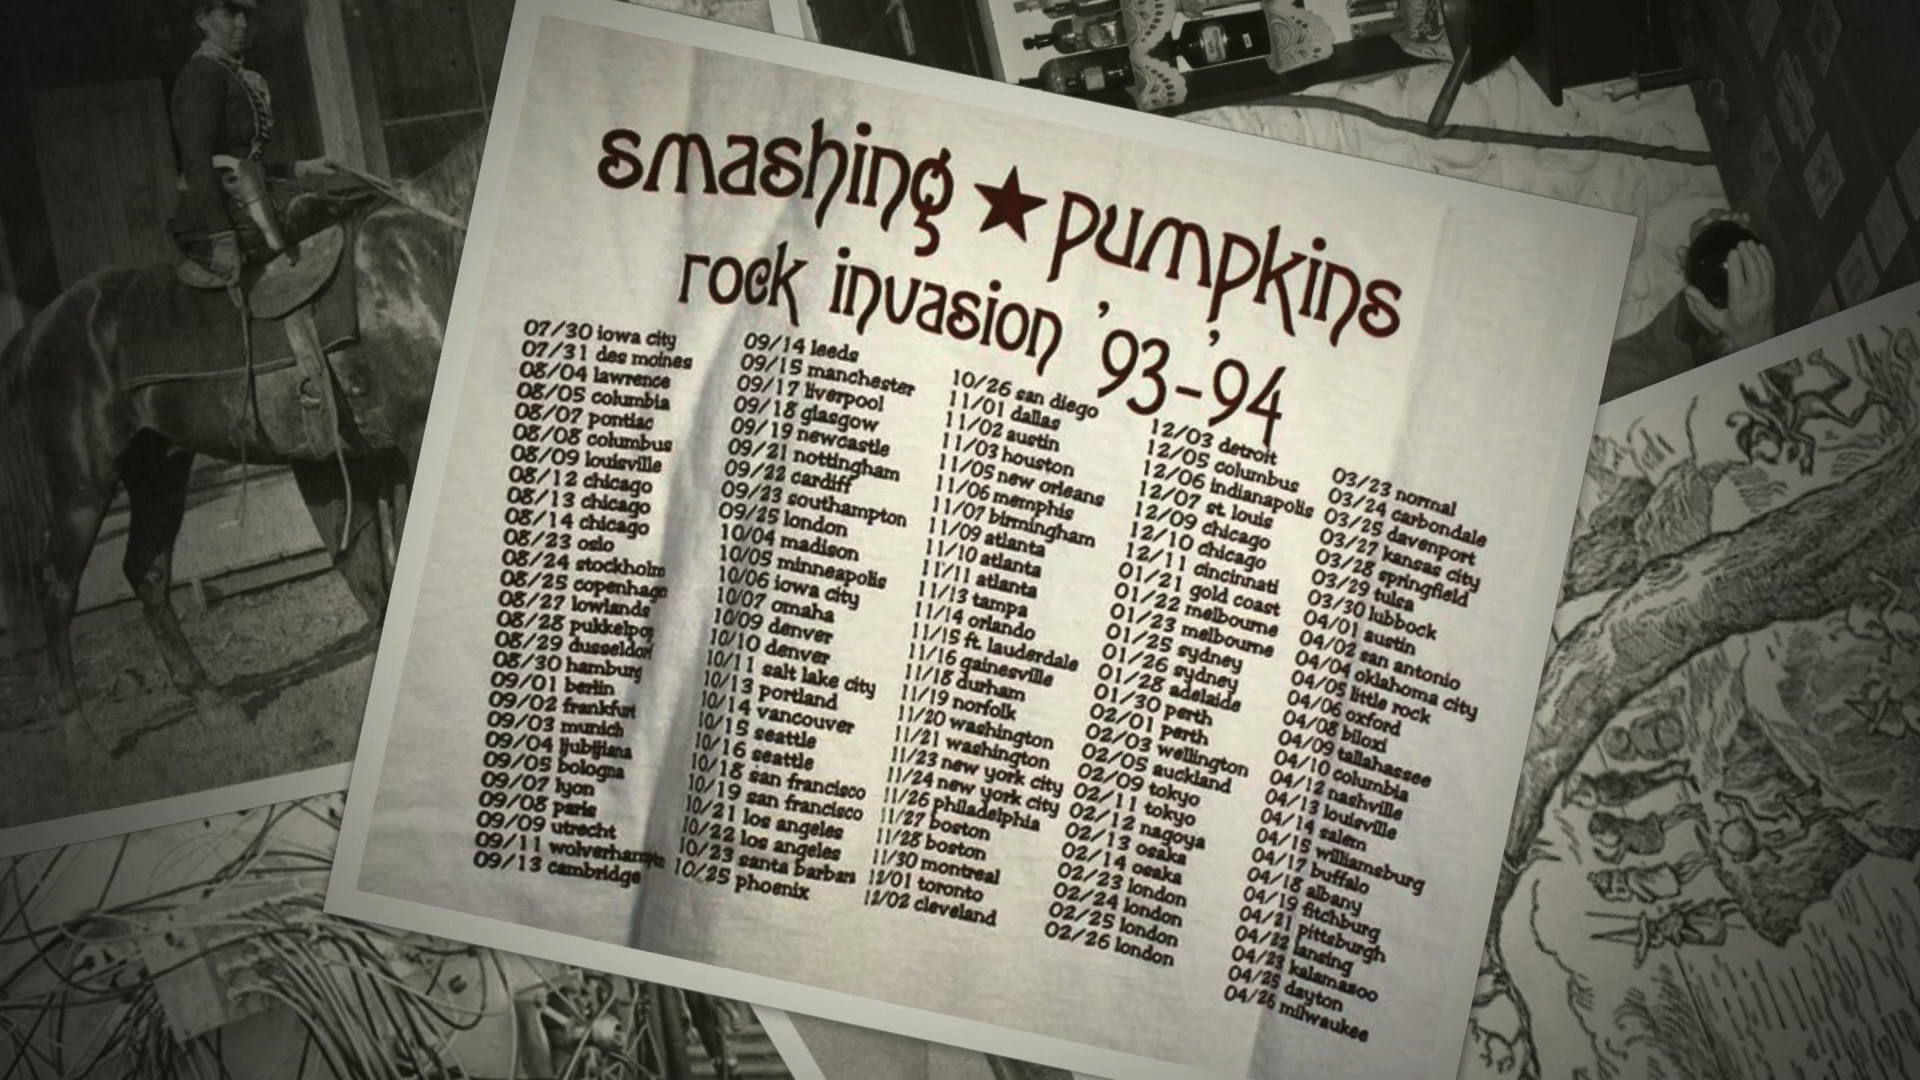 smashing ★ pumpkins
rock invasion '93-'94
07/30 iowa city
07/31 des moines
08/04 lawrence
08/05 columbia
08/07 pontiac
08/08 columbus
08/09 louisville
08/12 chicago
08/13 chicago
08/14 chicago
08/23 oslo
08/24 stockholm
08/25 copenhage
08/27 lowlands
08/28 pukkelpop
08/29 dusseldorf
08/30 hamburg
09/01 berlin
09/02 frankfurt
09/03 munich
09/04 ljubijiana
09/05 bologna
09/07 lyon
09/08 paris
09/09 utrecht
09/11 wolverhampto
09/13 cambridge
09/14 leeds
09/15 manchester
09/17 liverpool
09/18 glasgow
09/19 newcastle
09/21 nottingham
09/22 cardiff
09/23 southampton
09/25 london
10/04 madison
10/05 minneapolis
10/06 iowa city
10/07 omaha
10/09 denver
10/10 denver
10/11 salt lake city
10/13 portland
10/14 vancouver
10/15 seattle
10/16 seattle
10/18 san francisco
10/19 san francisco
10/21 los angeles
10/22 los angeles
10/23 santa barbara
10/25 phoenix
10/26 san diego
11/01 dallas
11/02 austin
11/03 houston
11/05 new orleans
11/06 memphis
11/07 birmingham
11/09 atlanta
11/10 atlanta
11/11 atlanta
11/13 tampa
11/14 orlando
11/15 ft. lauderdale
11/16 gainesville
11/18 durham
11/19 norfolk
11/20 washington
11/21 washington
11/23 new york city
11/24 new york city
11/26 philadelphia
11/27 boston
11/28 boston
11/30 montreal
12/01 toronto
12/02 cleveland
12/03 detroit
12/05 columbus
12/06 indianapolis
12/07 st. louis
12/09 chicago
12/10 chicago
12/11 cincinnati
01/21 gold coast
01/22 melbourne
01/23 melbourne
01/25 sydney
01/26 sydney
01/28 adelaide
01/30 perth
02/01 perth
02/03 wellington
02/05 auckland
02/09 tokyo
02/11 tokyo
02/12 nagoya
02/13 osaka
02/14 osaka
02/23 london
02/24 london
02/25 london
02/26 london
03/23 normal
03/24 carbondale
03/25 davenport
03/27 kansas city
03/28 springfield
03/29 tulsa
03/30 lubbock
04/01 austin
04/02 san antonio
04/04 oklahoma city
04/05 little rock
04/06 oxford
04/08 biloxi
04/09 tallahassee
04/10 columbia
04/12 nashville
04/13 louisville
04/14 salem
04/15 williamsburg
04/17 buffalo
04/18 albany
04/19 fitchburg
04/21 pittsburgh
04/22 lansing
04/23 kalamasoo
04/25 dayton
04/26 milwaukee